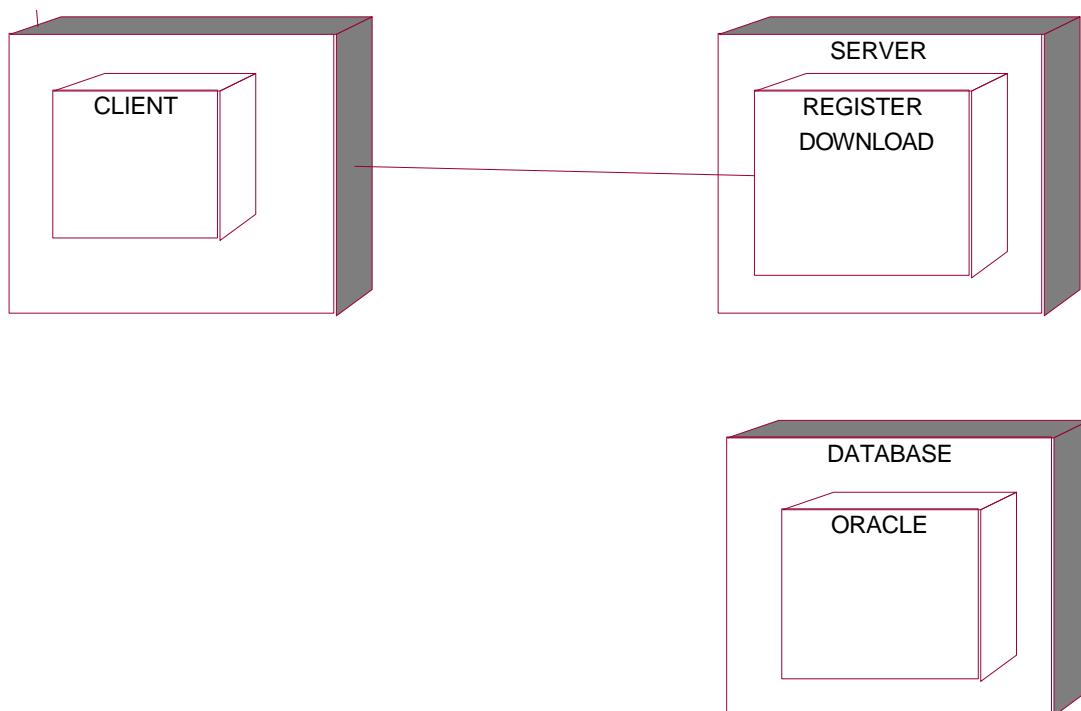 CLIENT
SERVER
REGISTER
DOWNLOAD
DATABASE
ORACLE